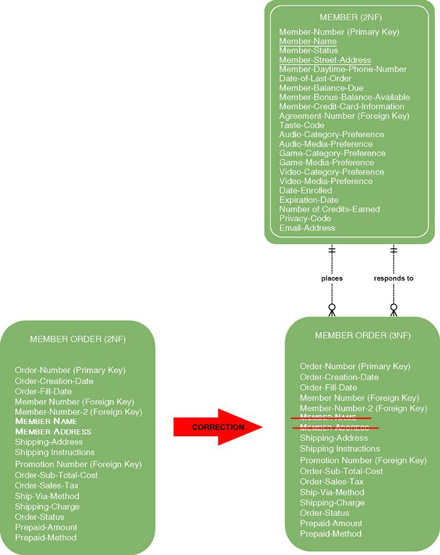 MEMBER (2NF)
Member-Number (Primary Key)
Member-Name
Member-Status
Member-Street-Address
Member-Daytime-Phone-Number
Date-of-Last-Order
Member-Balance-Due
Member-Bonus-Balance-Available
Member-Credit-Card-Information
Agreement-Number (Foreign Key)
Taste-Code
Audio-Category-Preference
Audio-Media-Preference
Game-Category-Preference
Game-Media-Preference
Video-Category-Preference
Video-Media-Preference
Date-Enrolled
Expiration-Date
Number of Credits-Earned
Privacy-Code
Email-Address
places
responds to
MEMBER ORDER (2NF)
Order-Number (Primary Key)
Order-Creation-Date
Order-Fill-Date
Member Number (Foreign Key)
Member-Number-2 (Foreign Key)
MEMBER NAME
MEMBER-ADDRESS
Shipping-Address
Shipping Instructions
Promotion Number (Foreign Key)
Order-Sub-Total-Cost
Order-Sales-Tax
Ship-Via-Method
Shipping-Charge
Order-Status
Prepaid-Amount
Prepaid-Method
CORRECTION
MEMBER ORDER (3NF)
Order-Number (Primary Key)
Order-Creation-Date
Order-Fill-Date
Member Number (Foreign Key)
Member-Number-2 (Foreign Key)
MEMBER NAME
MEMBER ADDRESS
Shipping-Address
Shipping Instructions
Promotion Number (Foreign Key)
Order-Sub-Total-Cost
Order-Sales-Tax
Ship-Via-Method
Shipping-Charge
Order-Status
Prepaid-Amount
Prepaid-Method